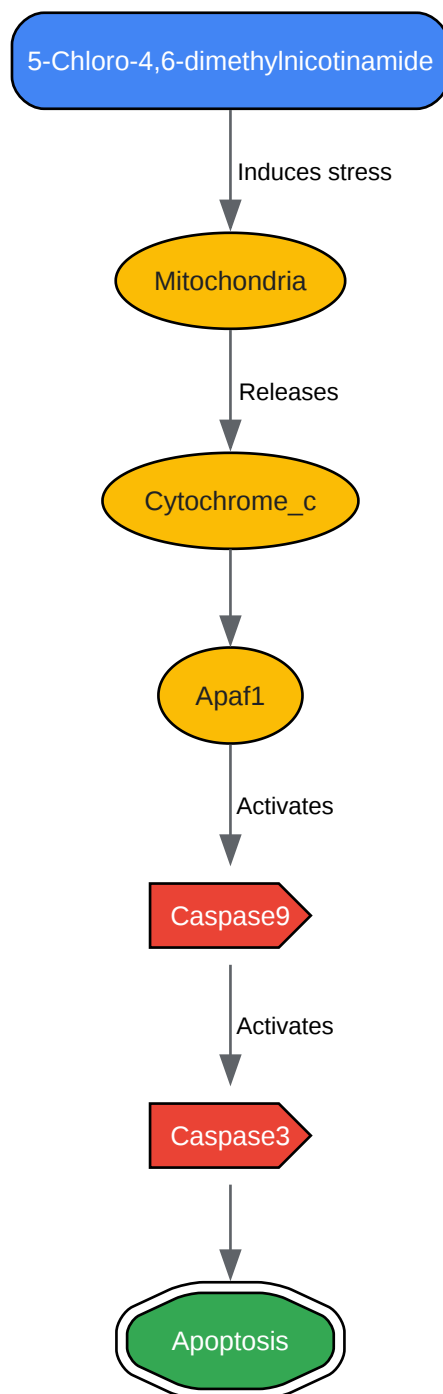 5-Chloro-4,6-dimethylnicotinamide
Induces stress
Mitochondria
Releases
Cytochrome_c
Apaf1
Activates
Caspase9
Activates
Caspase3
Apoptosis